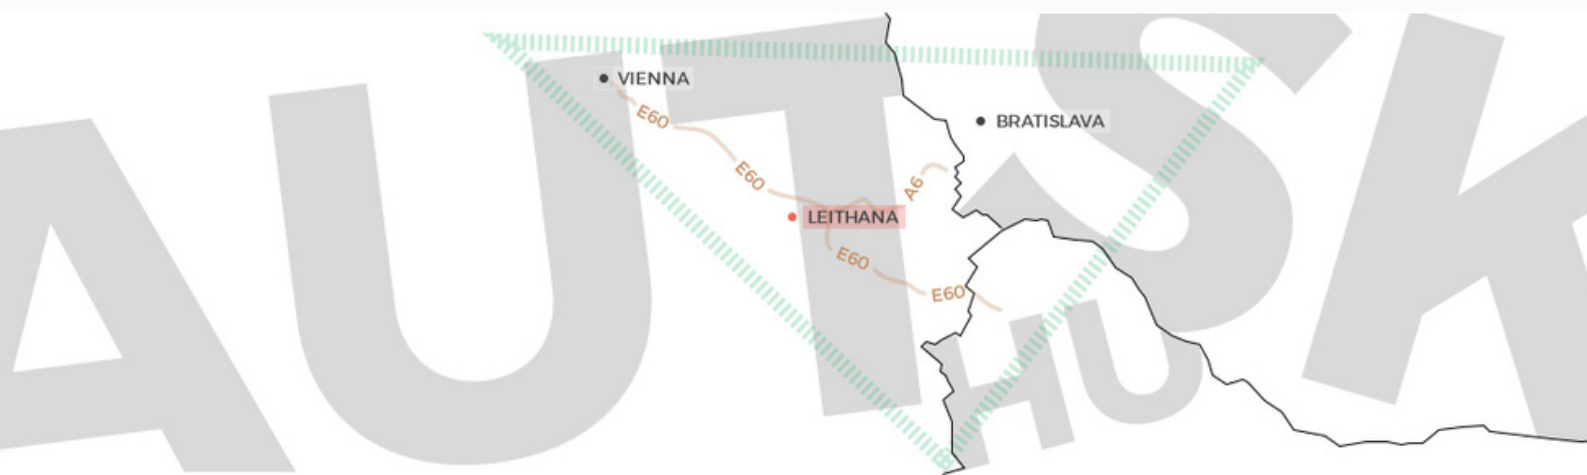 AUT
SK
HU
VIENNA
E60
BRATISLAVA
E60
A6
LEITHANA
E60
E60